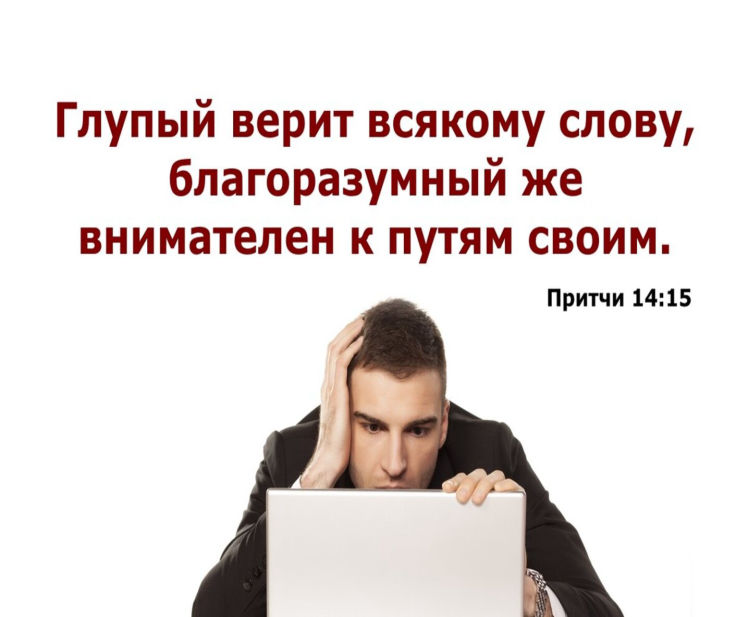 Глупый верит всякому слову,
благоразумный же
внимателен к путям своим.
Притчи 14:15